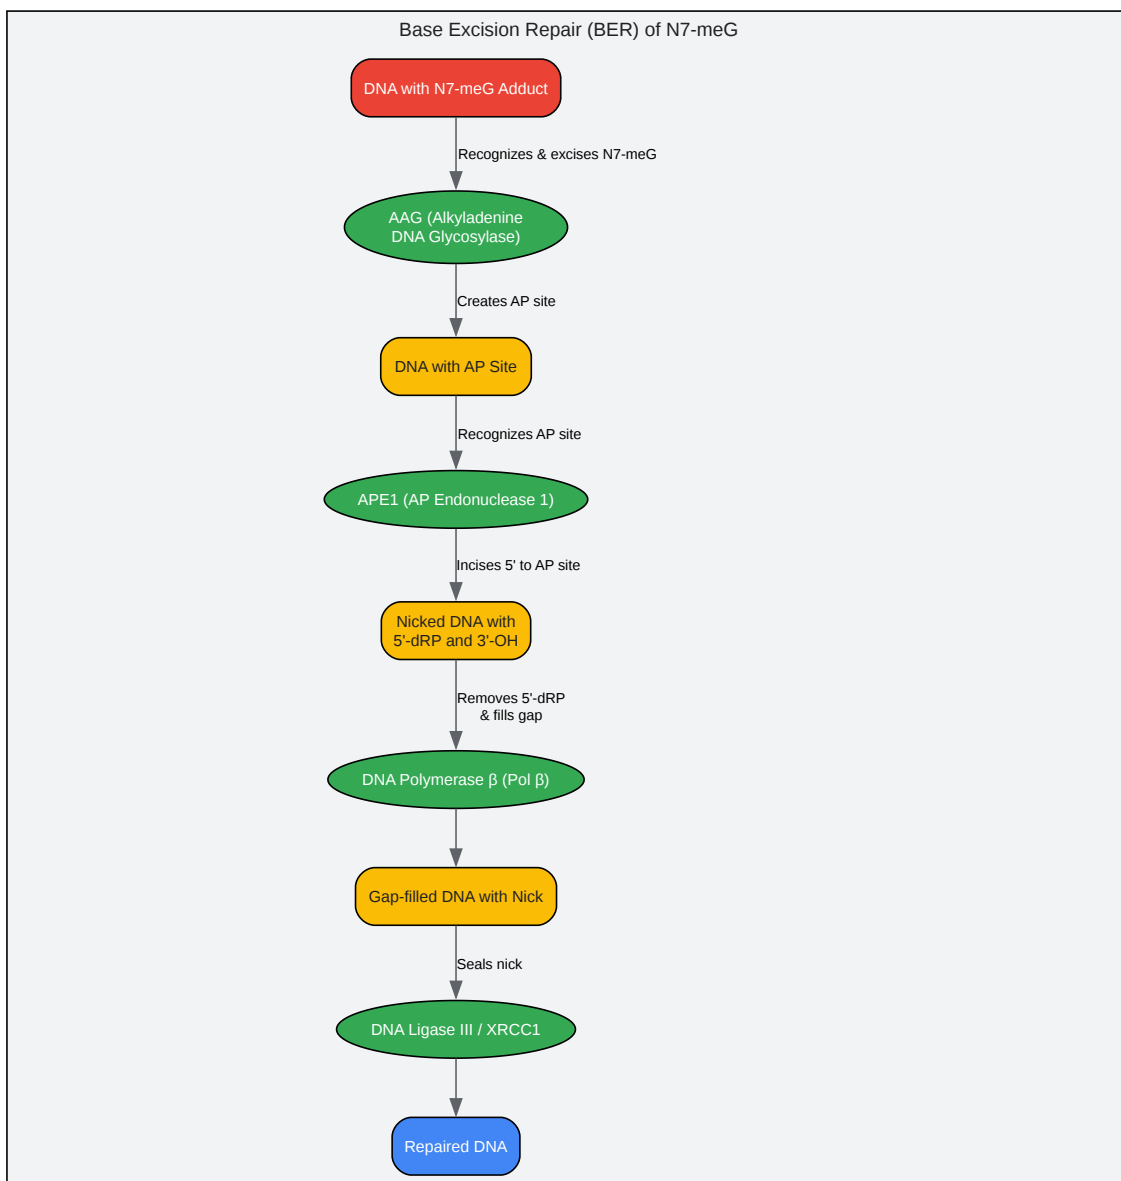 Base Excision Repair (BER) of N7-meG
DNA with N7-meG Adduct
Recognizes & excises N7-meG
AAG (Alkyladenine
DNA Glycosylase)
Creates AP site
DNA with AP Site
Recognizes AP site
APE1 (AP Endonuclease 1)
Incises 5' to AP site
Nicked DNA with
5'-dRP and 3'-OH
Removes 5'-dRP
& fills gap
DNA Polymerase β (Pol β)
Gap-filled DNA with Nick
Seals nick
DNA Ligase III / XRCC1
Repaired DNA